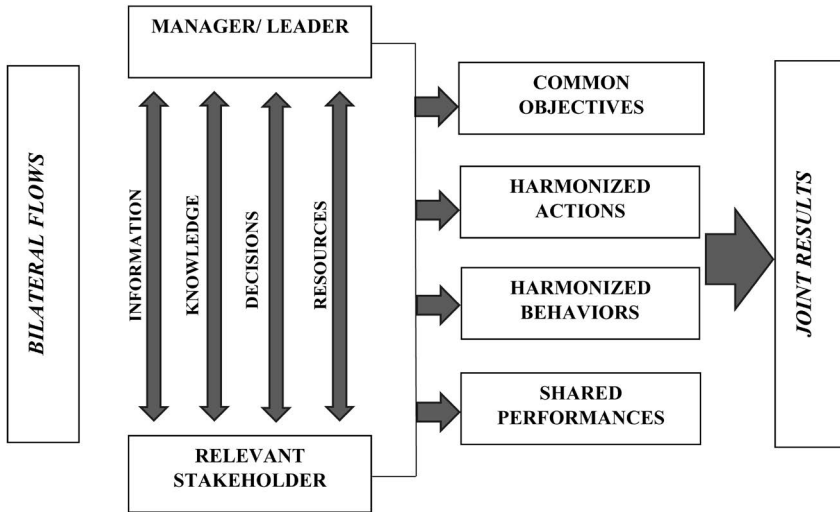 BILATERAL FLOWS
MANAGER/ LEADER
INFORMATION
KNOWLEDGE
DECISIONS
RESOURCES
RELEVANT
STAKEHOLDER
COMMON
OBJECTIVES
HARMONIZED
ACTIONS
HARMONIZED
BEHAVIORS
SHARED
PERFORMANCES
JOINT RESULTS